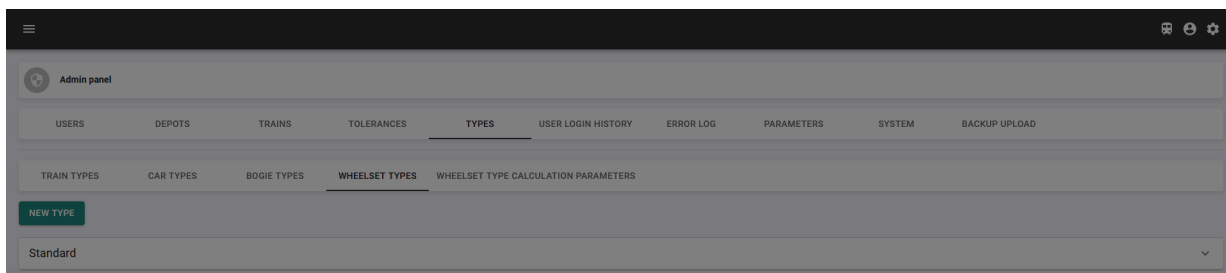 Admin panel
USERS DEPOTS TRAINS TOLERANCES TYPES USER LOGIN HISTORY ERROR LOG PARAMETERS SYSTEM BACKUP UPLOAD
TRAIN TYPES CAR TYPES BOGIE TYPES WHEELSET TYPES WHEELSET TYPE CALCULATION PARAMETERS
NEW TYPE
Standard